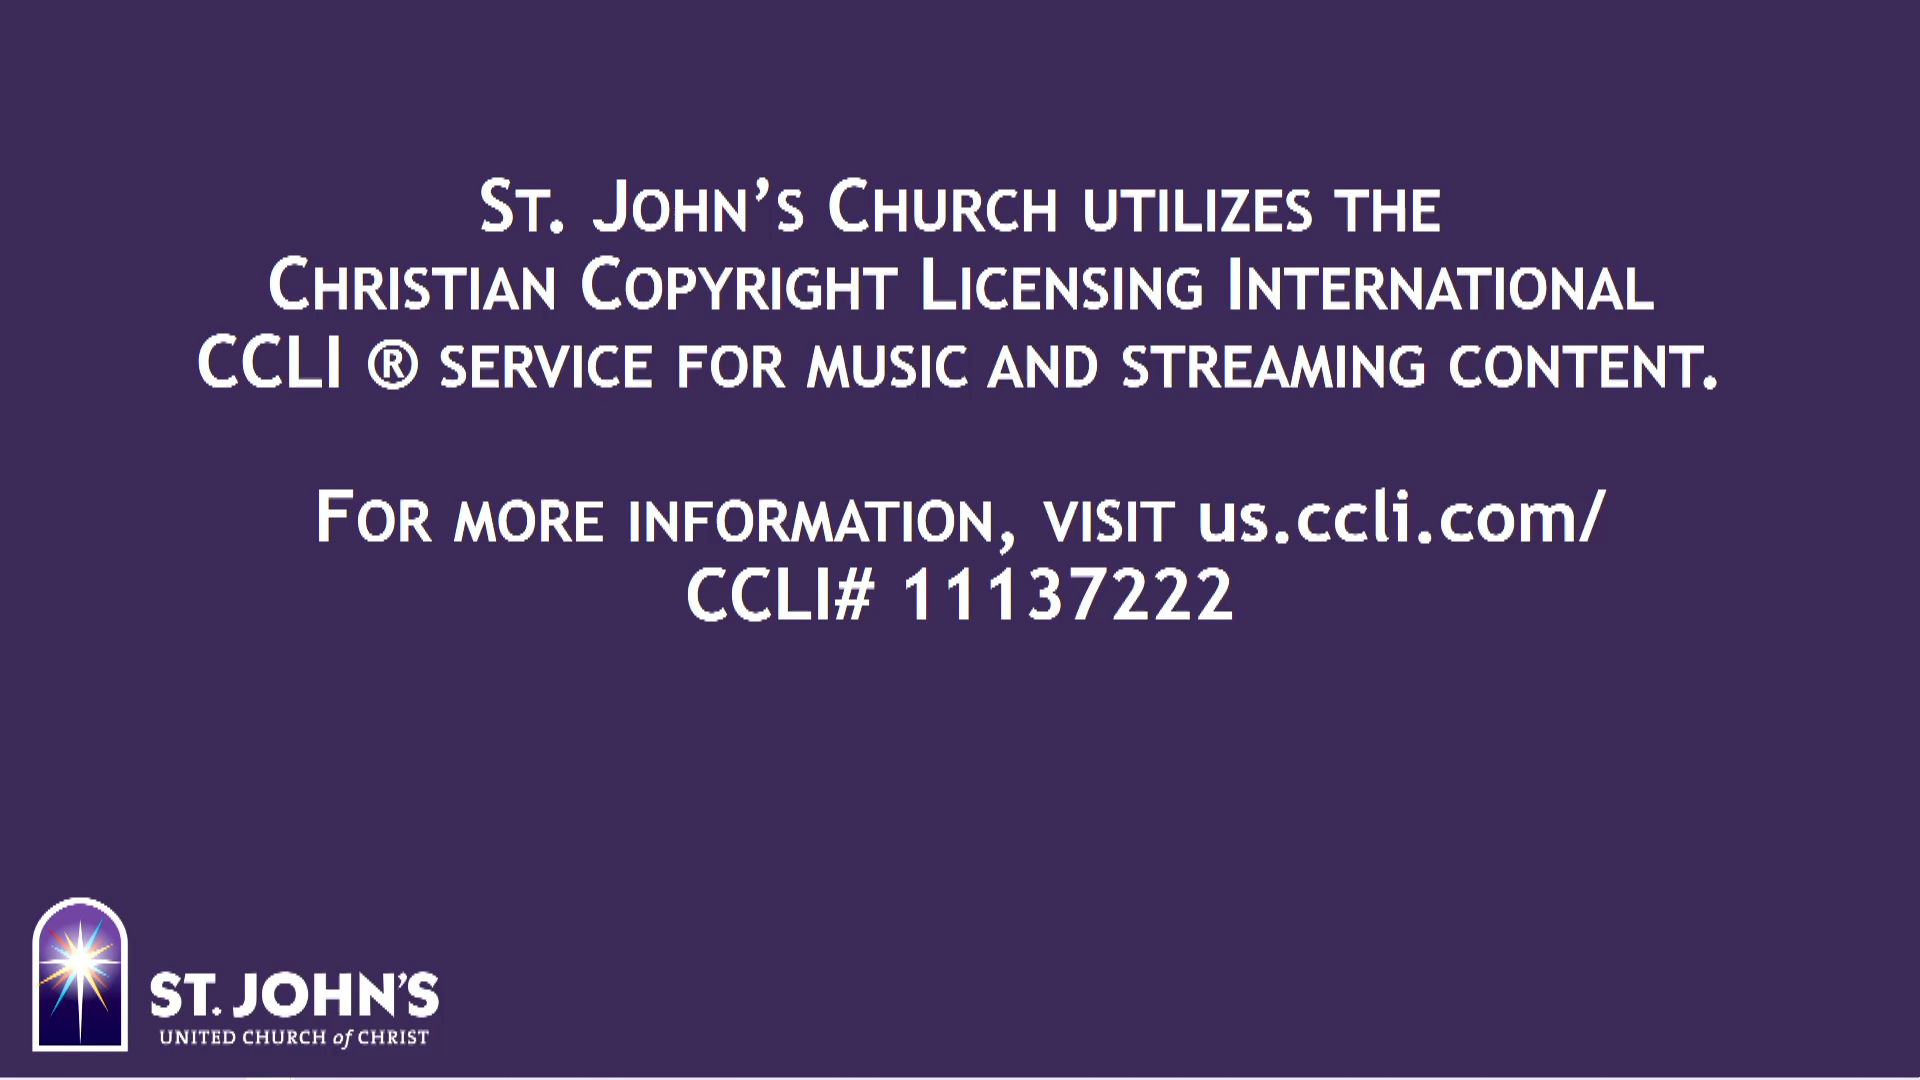 St. John’s Church utilizes the
Christian Copyright Licensing International
CCLI ® service for music and streaming content.
For more information, visit us.ccli.com/
CCLI# 11137222
ST. JOHN’S
UNITED CHURCH of CHRIST